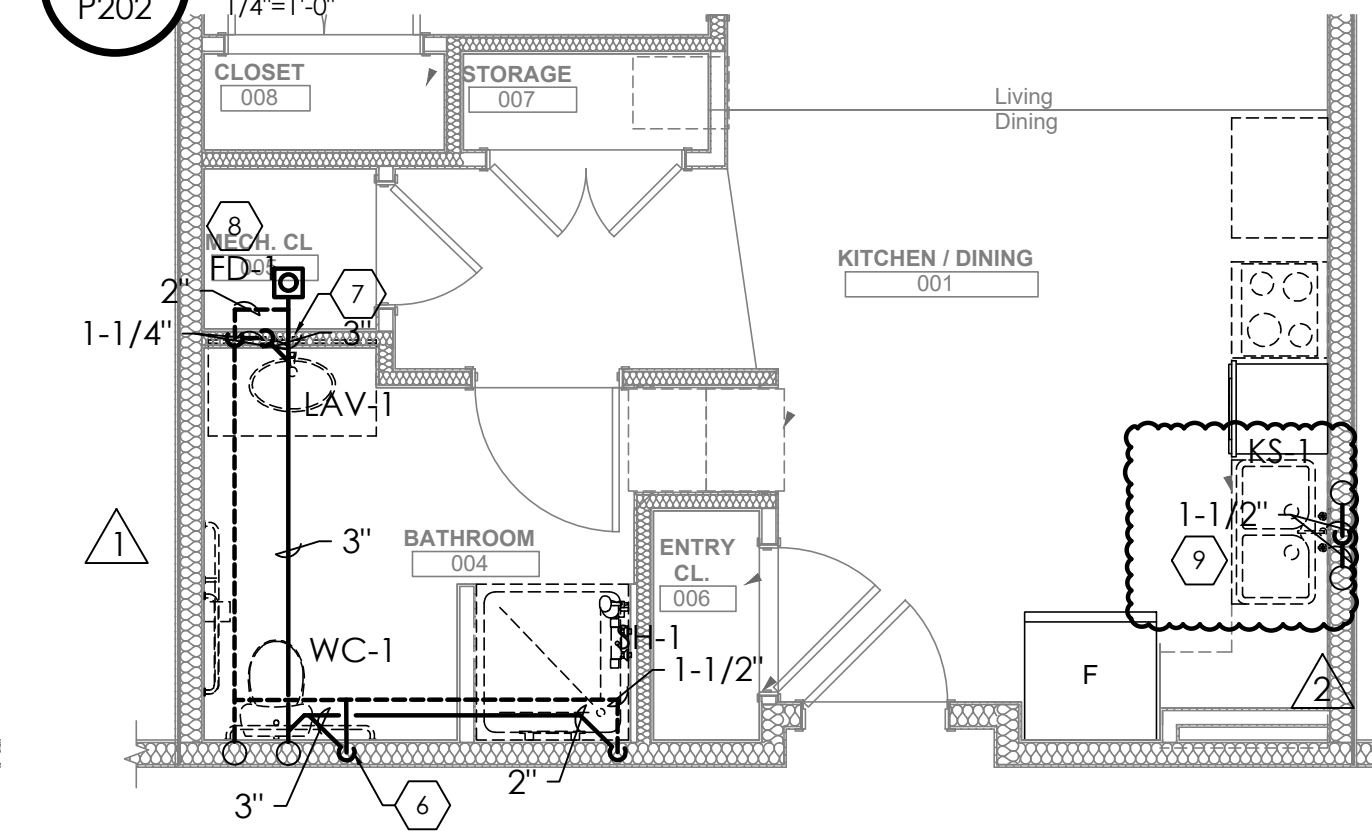 P202
1/4"=1'-0"
CLOSET
008
STORAGE
007
Living
Dining
8
MECH. CL
005
FD-1
2"
7
1-1/4"
3"
LAV-1
KITCHEN / DINING
001
KS-1
1-1/2"
9
1
3"
BATHROOM
004
ENTRY
CL.
006
WC-1
SH-1
1-1/2"
F
2
3"
6
2"